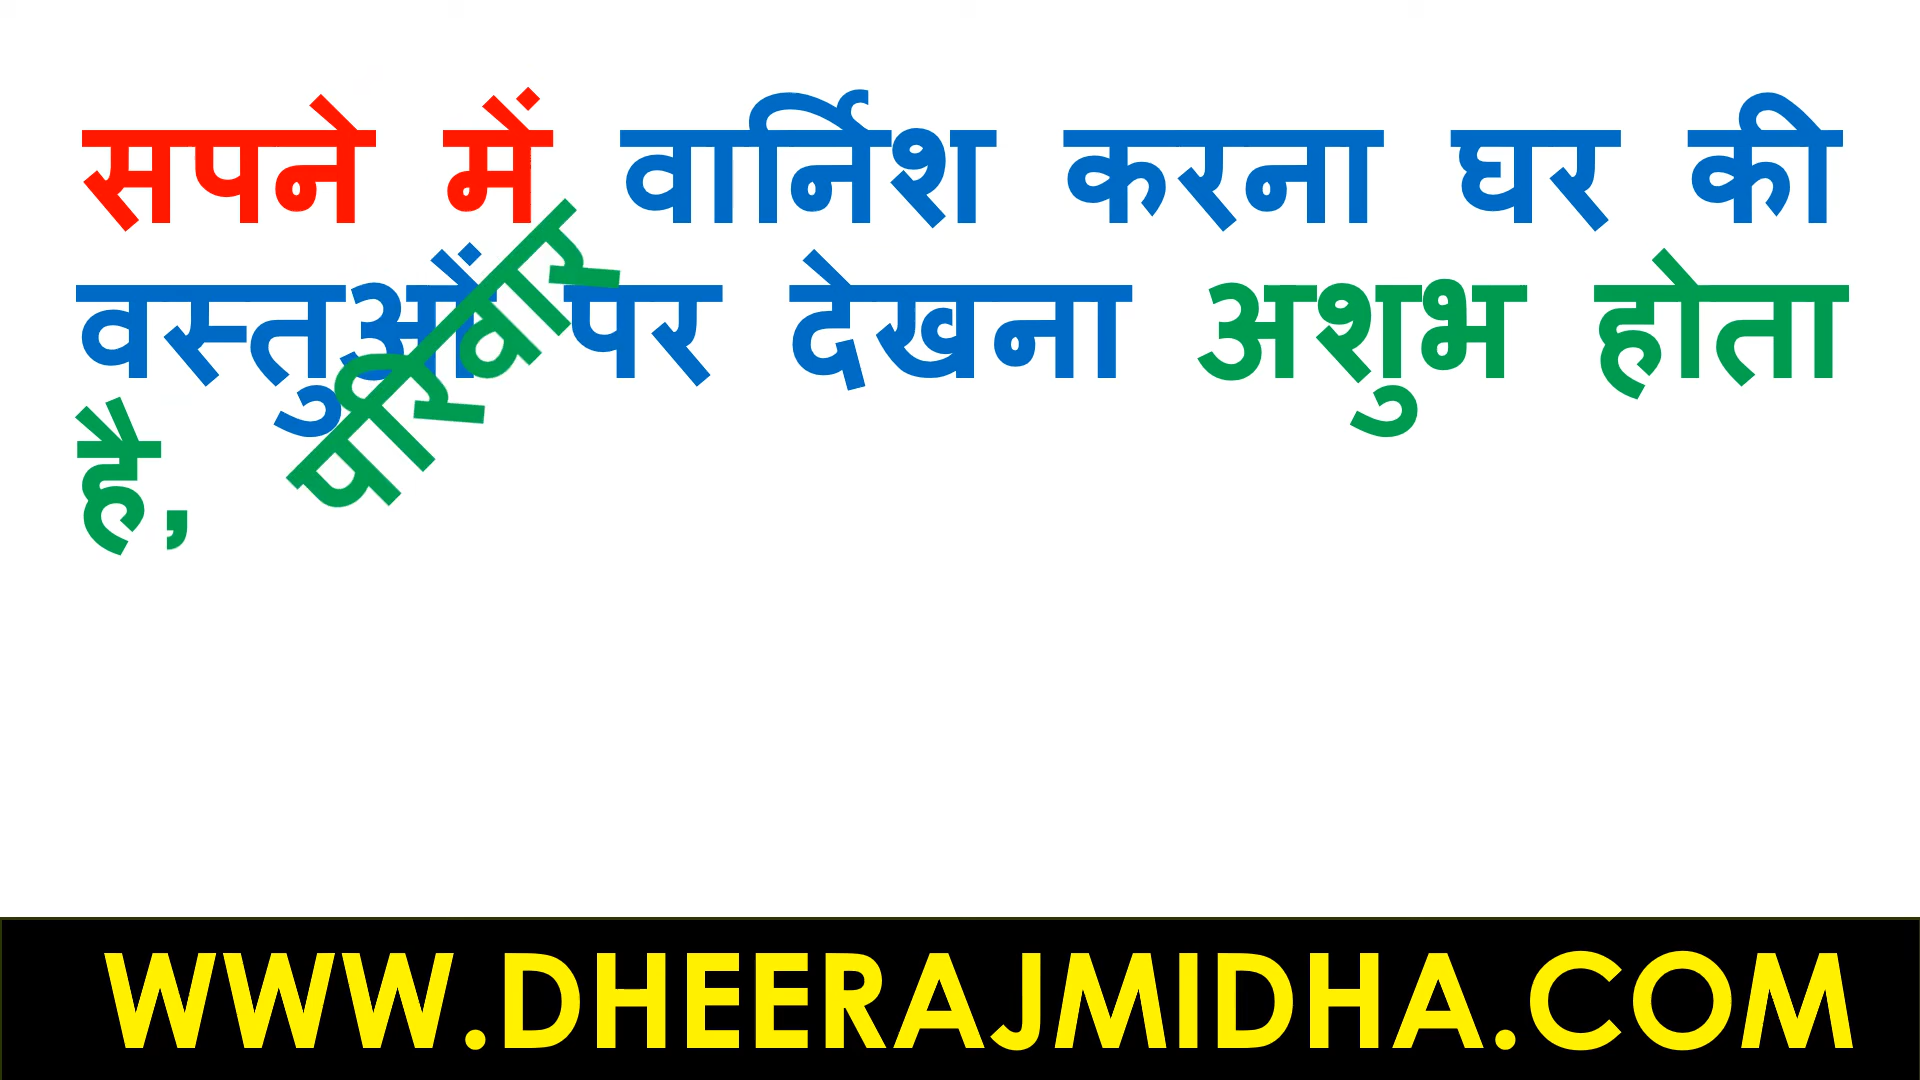 सपने में वार्निश करना घर की
वस्तुओं पर देखना अशुभ होता
है, परिवार
WWW.DHEERAJMIDHA.COM